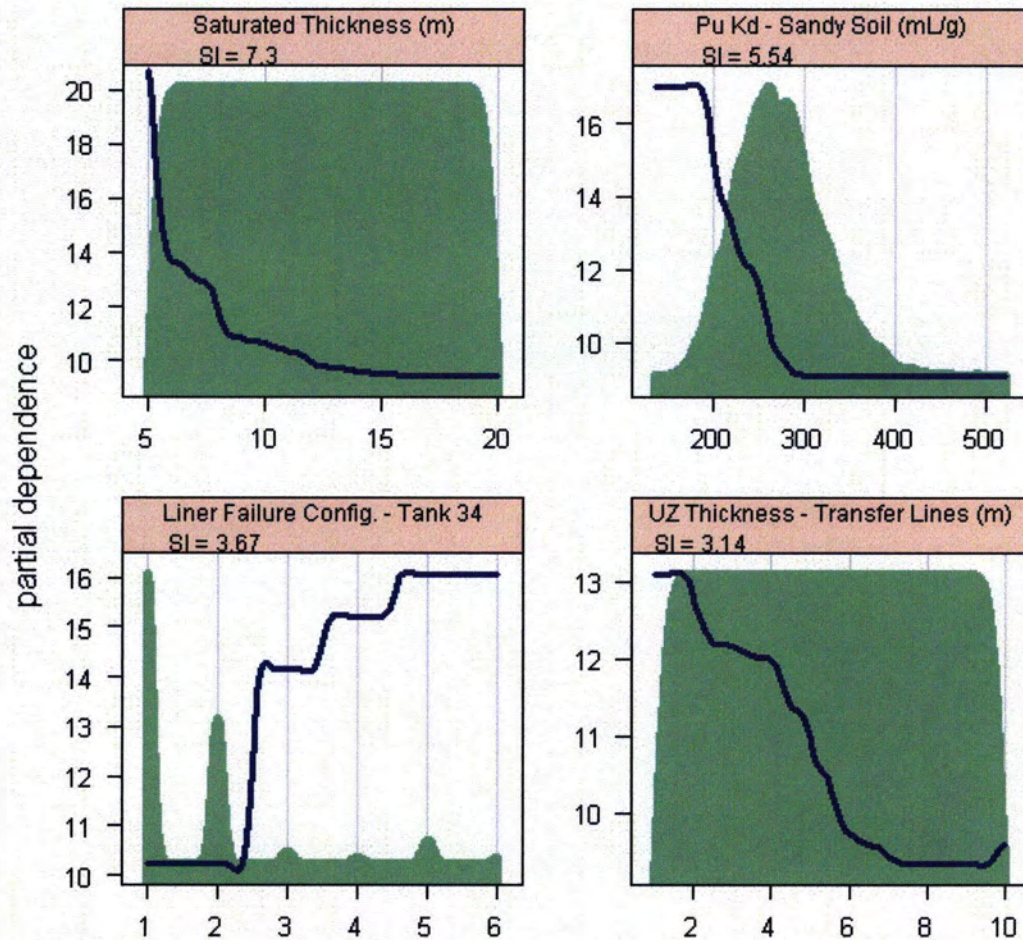 Saturated Thickness (m)
SI = 7.3
20
18
16
14
12
10
5 10 15 20
Pu Kd - Sandy Soil (mL/g)
SI = 5.54
16
14
12
10
200 300 400 500
partial dependence
Liner Failure Config. - Tank 34
SI = 3.67
16
15
14
13
12
11
10
1 2 3 4 5 6
UZ Thickness - Transfer Lines (m)
SI = 3.14
13
12
11
10
2 4 6 8 10